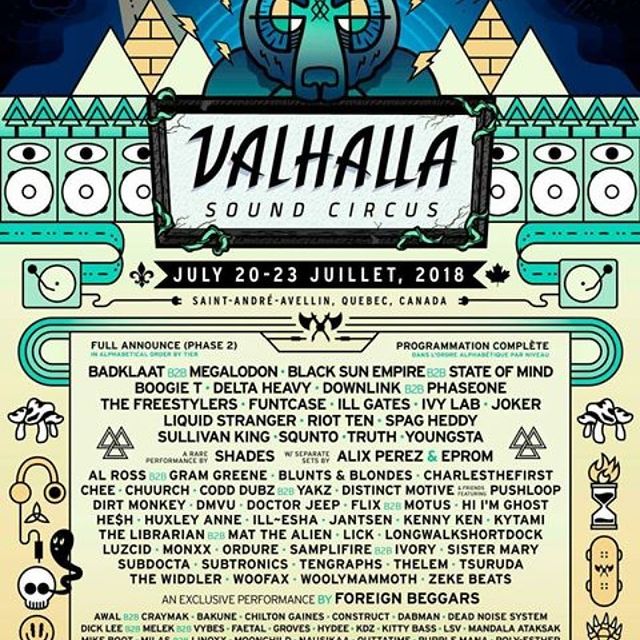 VALHALLA
SOUND CIRCUS
JULY 20-23 JUILLET, 2018
SAINT-ANDRÉ-AVELLIN, QUEBEC, CANADA
FULL ANNOUNCE (PHASE 2) PROGRAMMATION COMPLÈTE
IN ALPHABETICAL ORDER BY TIER DANS L'ORDRE ALPHABÉTIQUE PAR NIVEAU
BADKLAAT B2B MEGALODON · BLACK SUN EMPIRE B2B STATE OF MIND
BOOGIE T · DELTA HEAVY · DOWNLINK B2B PHASEONE
THE FREESTYLERS · FUNTCASE · ILL GATES · IVY LAB · JOKER
LIQUID STRANGER · RIOT TEN · SPAG HEDDY
SULLIVAN KING · SQUNTO · TRUTH · YOUNGSTA
A RARE PERFORMANCE BY SHADES W/ SEPARATE SETS BY ALIX PEREZ & EPROM
AL ROSS B2B GRAM GREENE · BLUNTS & BLONDES · CHARLESTHEFIRST
CHEE · CHUURCH · CODD DUBZ B2B YAKZ · DISTINCT MOTIVE & FRIENDS FEATURING PUSHLOOP
DIRT MONKEY · DMVU · DOCTOR JEEP · FLIX B2B MOTUS · HI I'M GHOST
HE$H · HUXLEY ANNE · ILL-ESHA · JANTSEN · KENNY KEN · KYTAMI
THE LIBRARIAN B2B MAT THE ALIEN · LICK · LONGWALKSHORTDOCK
LUZCID · MONXX · ORDURE · SAMPLIFIRE B2B IVORY · SISTER MARY
SUBDOCTA · SUBTRONICS · TENGRAPHS · THELEM · TSURUDA
THE WIDDLER · WOOFAX · WOOLYMAMMOTH · ZEKE BEATS
AN EXCLUSIVE PERFORMANCE BY FOREIGN BEGGARS
AWAL B2B CRAYMAK · BAKUNE · CHILTON GAINES · CONSTRUCT · DABMAN · DEAD NOISE SYSTEM
DICK LEE B2B MELEK B2B VYBES · FAETAL · GROVES · HYDEE · KDZ · KITTY BASS · LSV · MANDALA ATAKSAK